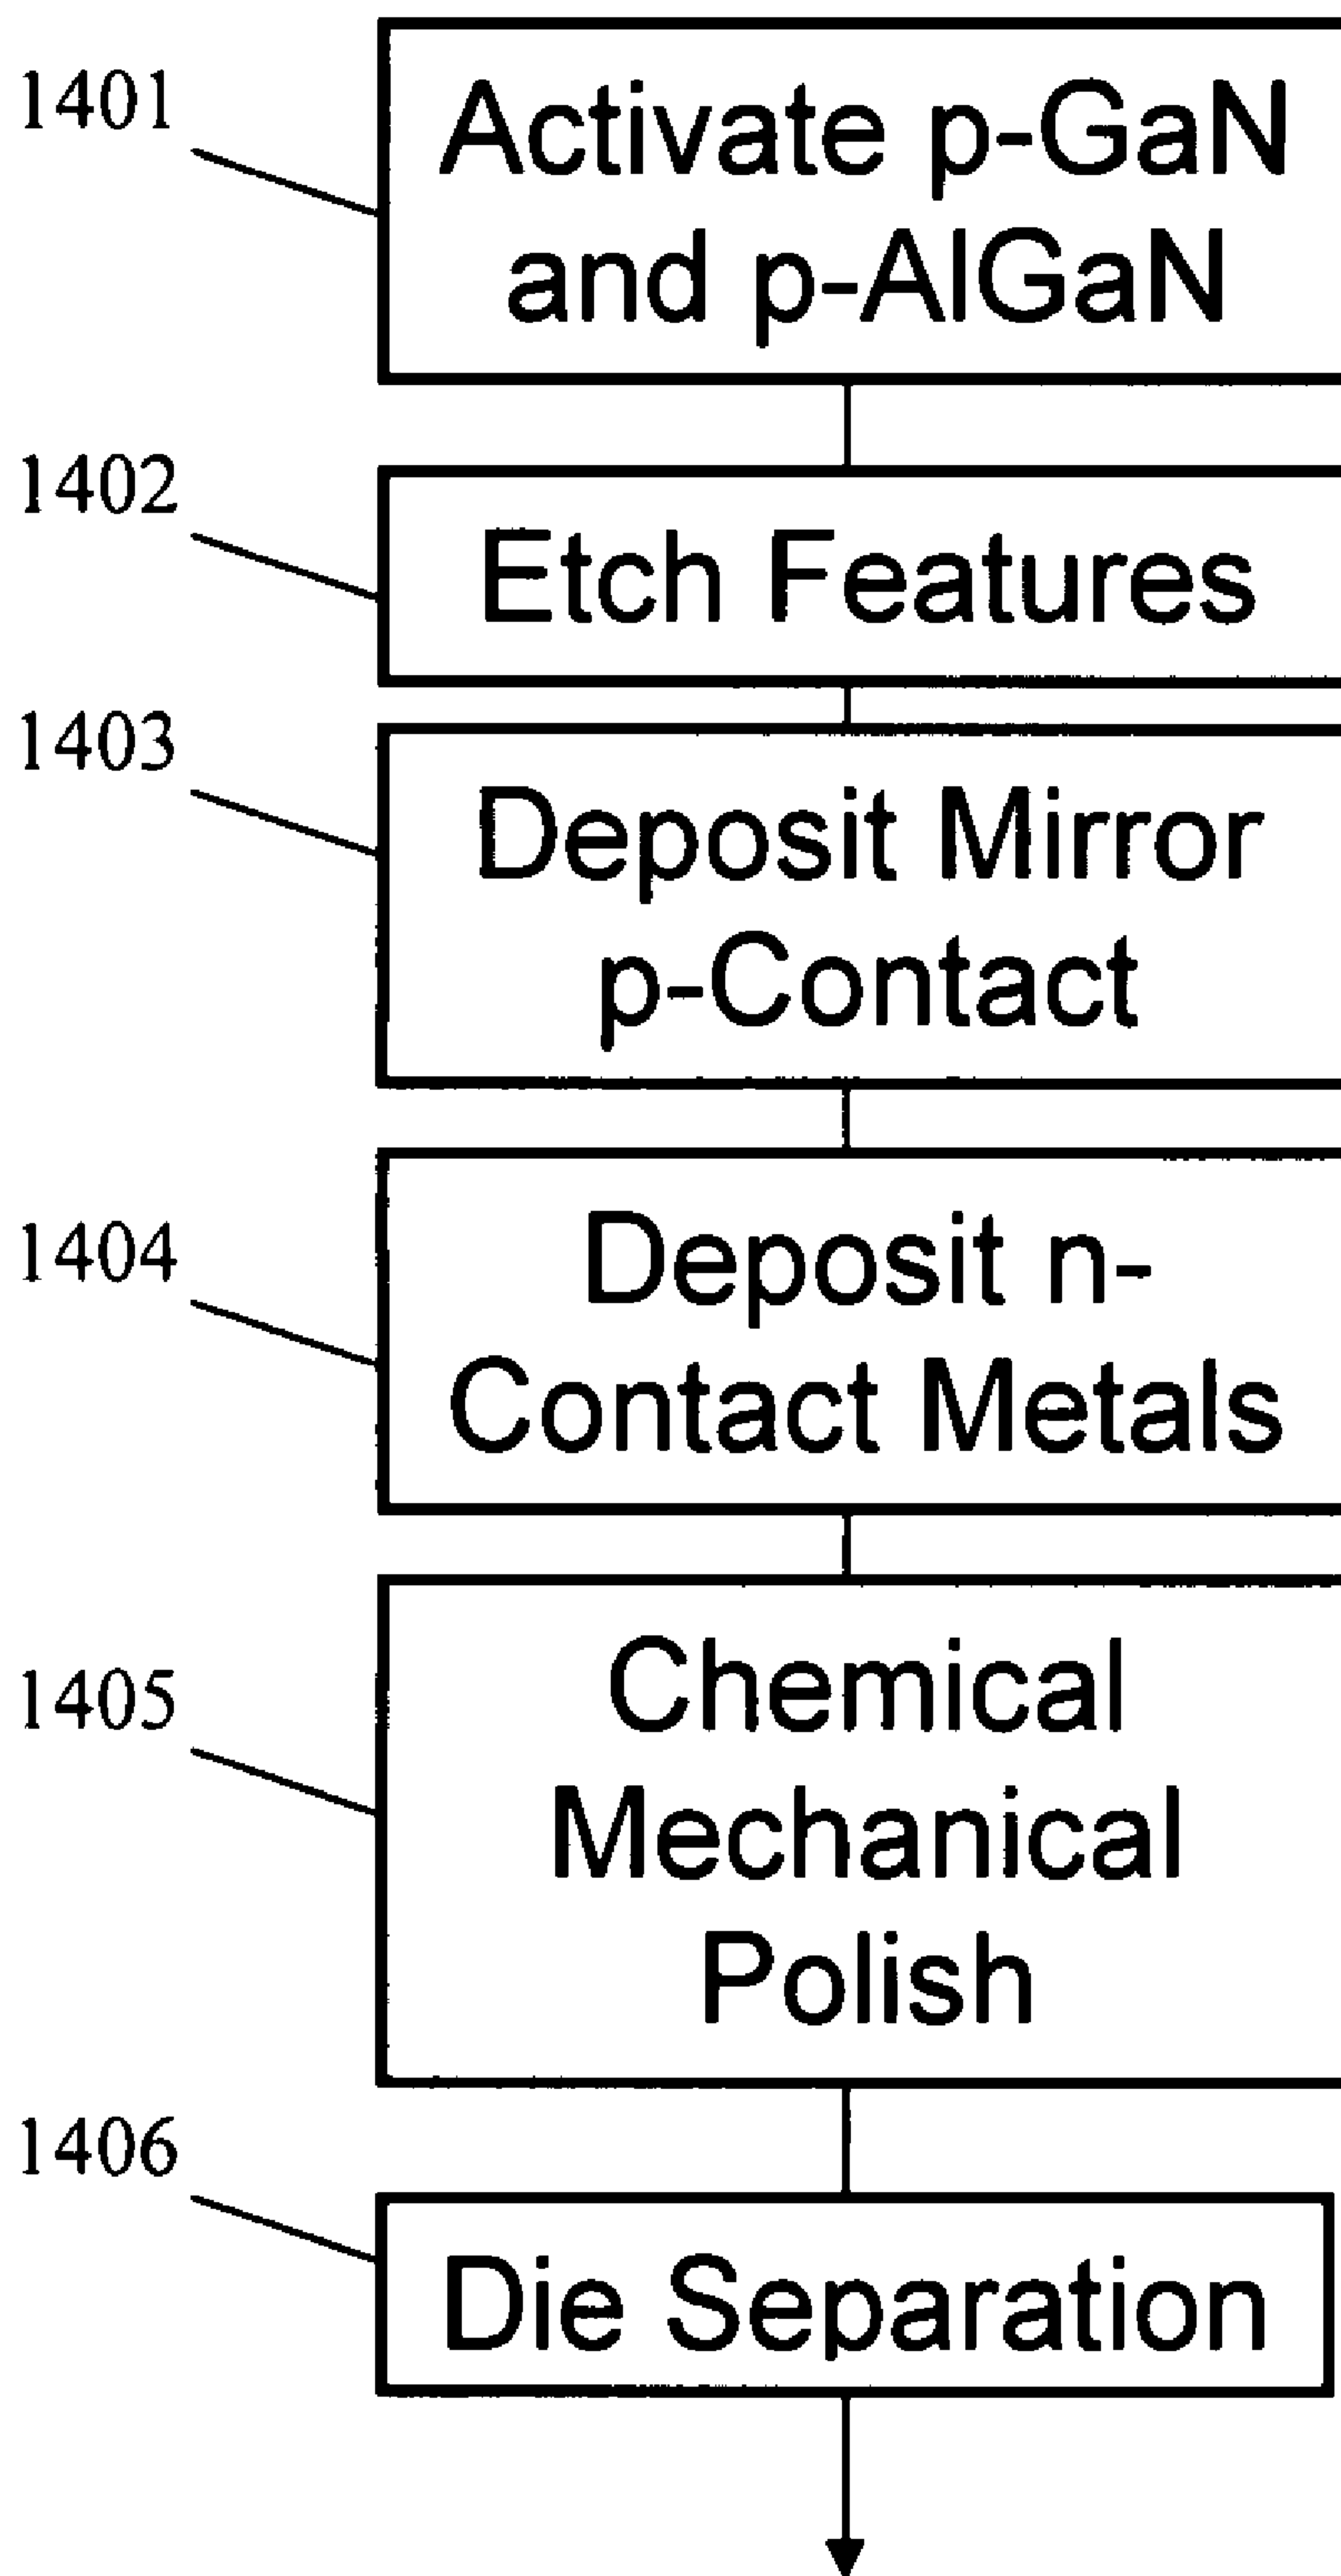 1401
Activate p-GaN
and p-AlGaN
1402
Etch Features
1403
Deposit Mirror
p-Contact
1404
Deposit n-
Contact Metals
1405
Chemical
Mechanical
Polish
1406
Die Separation